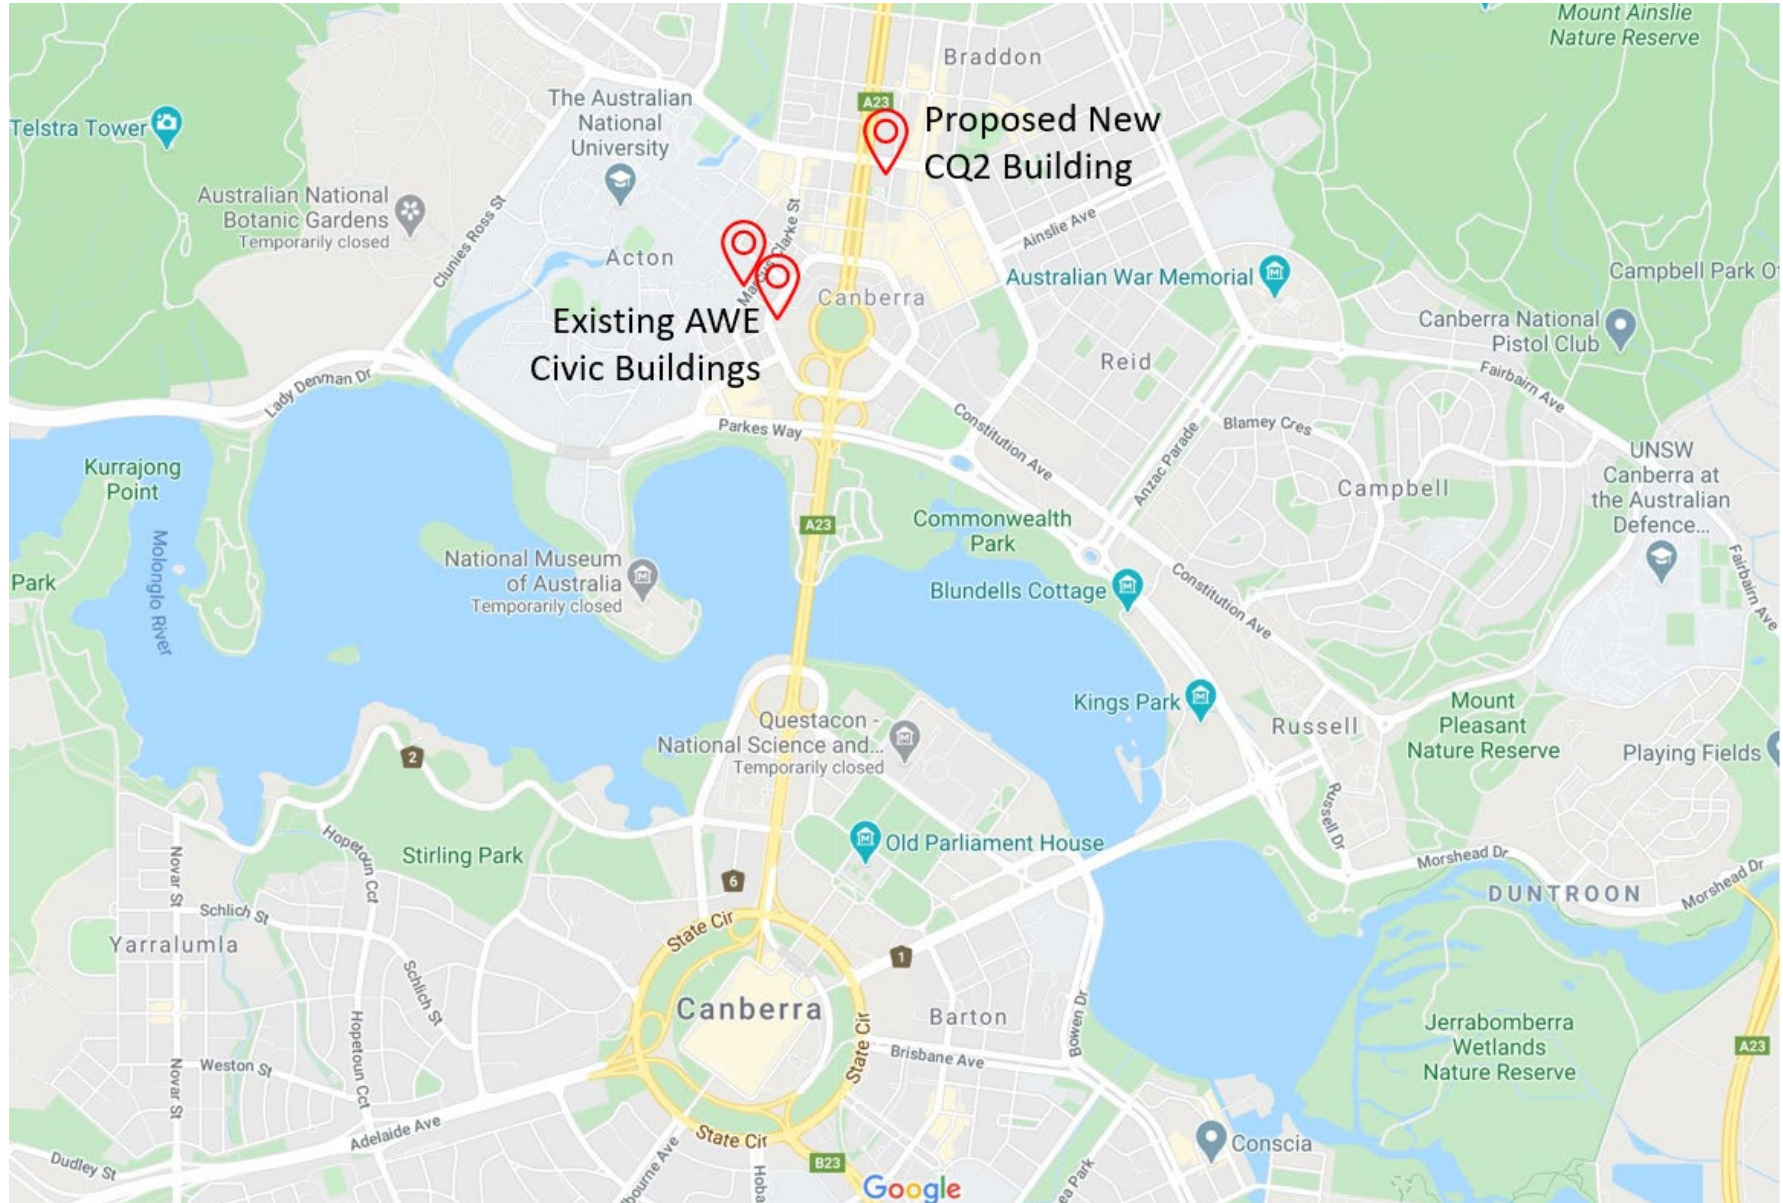 Mount Ainslie
Nature Reserve
Braddon
The Australian
National
University
A23
Telstra Tower
Proposed New
CQ2 Building
Australian National
Botanic Gardens
Temporarily closed
Clunies Ross St
Acton
Marcus Clarke St
Ainslie Ave
Australian War Memorial
Campbell Park Of
Canberra
Existing AWE
Civic Buildings
Canberra National
Pistol Club
Reid
Lady Denman Dr
Fairbairn Ave
Parkes Way
Constitution Ave
Blamey Cres
Anzac Parade
Kurrajong
Point
UNSW
Canberra at
the Australian
Defence...
Campbell
A23
Commonwealth
Park
Molonglo River
National Museum
of Australia
Temporarily closed
Park
Blundells Cottage
Constitution Ave
Fairbairn Ave
Kings Park
Russell
Mount
Pleasant
Nature Reserve
Playing Fields
Questacon -
National Science and...
Temporarily closed
2
Russell Dr
Hopetoun Cct
Stirling Park
Old Parliament House
Morshead Dr
Morshead Dr
DUNTROON
6
Novar St
Schlich St
State Cir
Yarralumla
1
Schlich St
Canberra
Barton
Bowen Dr
Jerrabomberra
Wetlands
Nature Reserve
A23
Hopetoun Cct
State Cir
Brisbane Ave
Weston St
Novar St
Adelaide Ave
State Cir
Conscia
Dudley St
B23
bourne Ave
Hoba
ea Park
Google